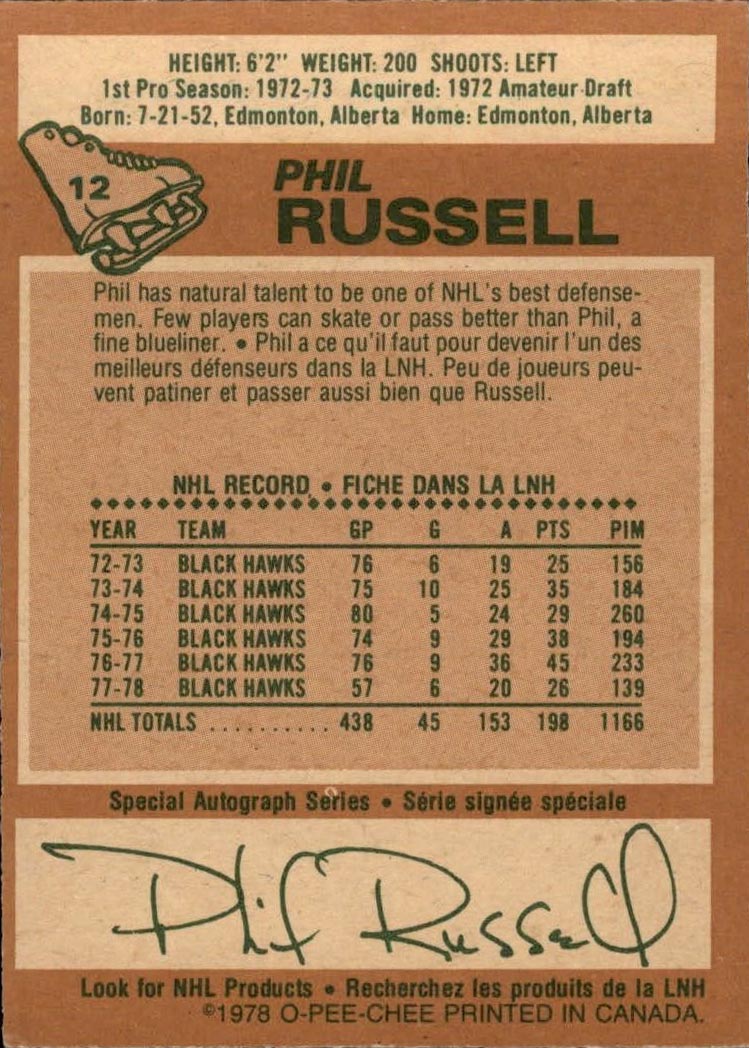 HEIGHT: 6'2" WEIGHT: 200 SHOOTS: LEFT
1st Pro Season: 1972-73 Acquired: 1972 Amateur Draft
Born: 7-21-52, Edmonton, Alberta Home: Edmonton, Alberta
12
PHIL
RUSSELL
Phil has natural talent to be one of NHL's best defense-
men. Few players can skate or pass better than Phil, a
fine blueliner. • Phil a ce qu'il faut pour devenir l'un des
meilleurs défenseurs dans la LNH. Peu de joueurs peu-
vent patiner et passer aussi bien que Russell.
NHL RECORD • FICHE DANS LA LNH
YEAR TEAM GP G A PTS PIM
72-73 BLACK HAWKS 76 6 19 25 156
73-74 BLACK HAWKS 75 10 25 35 184
74-75 BLACK HAWKS 80 5 24 29 260
75-76 BLACK HAWKS 74 9 29 38 194
76-77 BLACK HAWKS 76 9 36 45 233
77-78 BLACK HAWKS 57 6 20 26 139
NHL TOTALS .......... 438 45 153 198 1166
Special Autograph Series • Série signée spéciale
Phil Russell
Look for NHL Products • Recherchez les produits de la LNH
©1978 O-PEE-CHEE PRINTED IN CANADA.